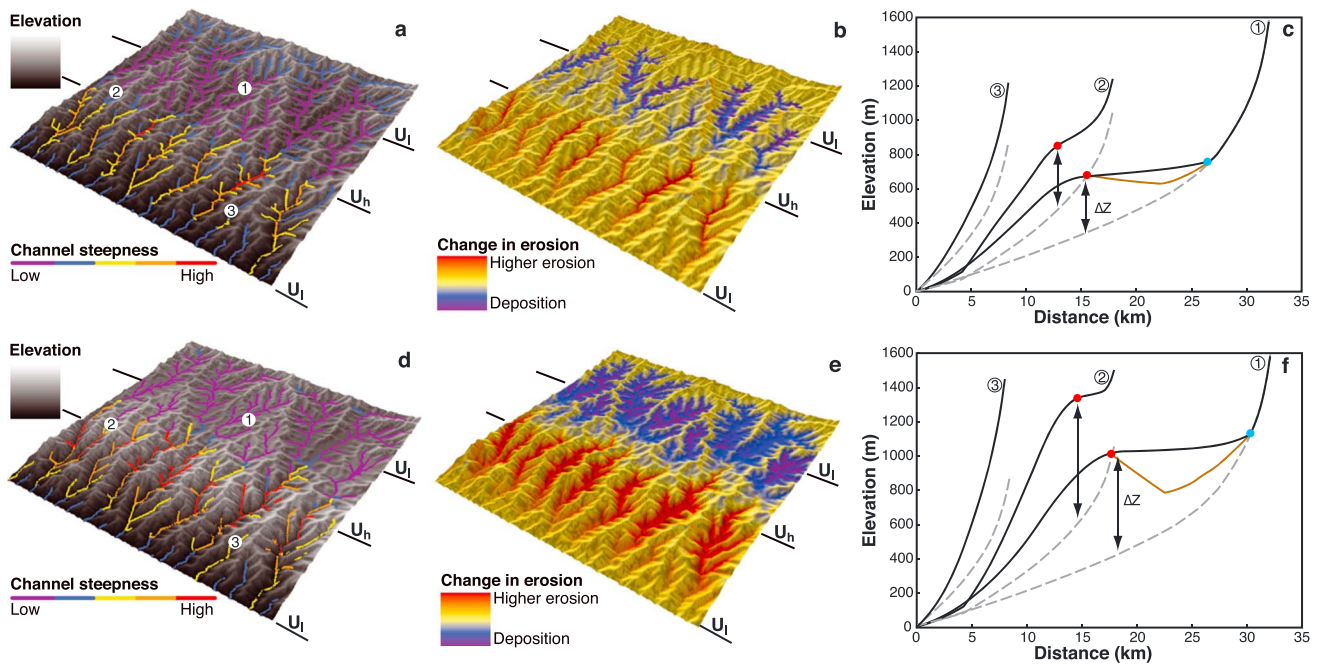 Elevation
a
2
1
3
Channel steepness
Low High
Ul
Uh
Ul
b
Change in erosion
Higher erosion
Deposition
Ul
Uh
Ul
c
1600
1400
1200
1000
800
600
400
200
0
Elevation (m)
③
②
①
ΔZ
0 5 10 15 20 25 30 35
Distance (km)
Elevation
d
2
1
3
Channel steepness
Low High
Ul
Uh
Ul
e
Change in erosion
Higher erosion
Deposition
Ul
Uh
Ul
f
1600
1400
1200
1000
800
600
400
200
0
Elevation (m)
③
②
①
ΔZ
0 5 10 15 20 25 30 35
Distance (km)